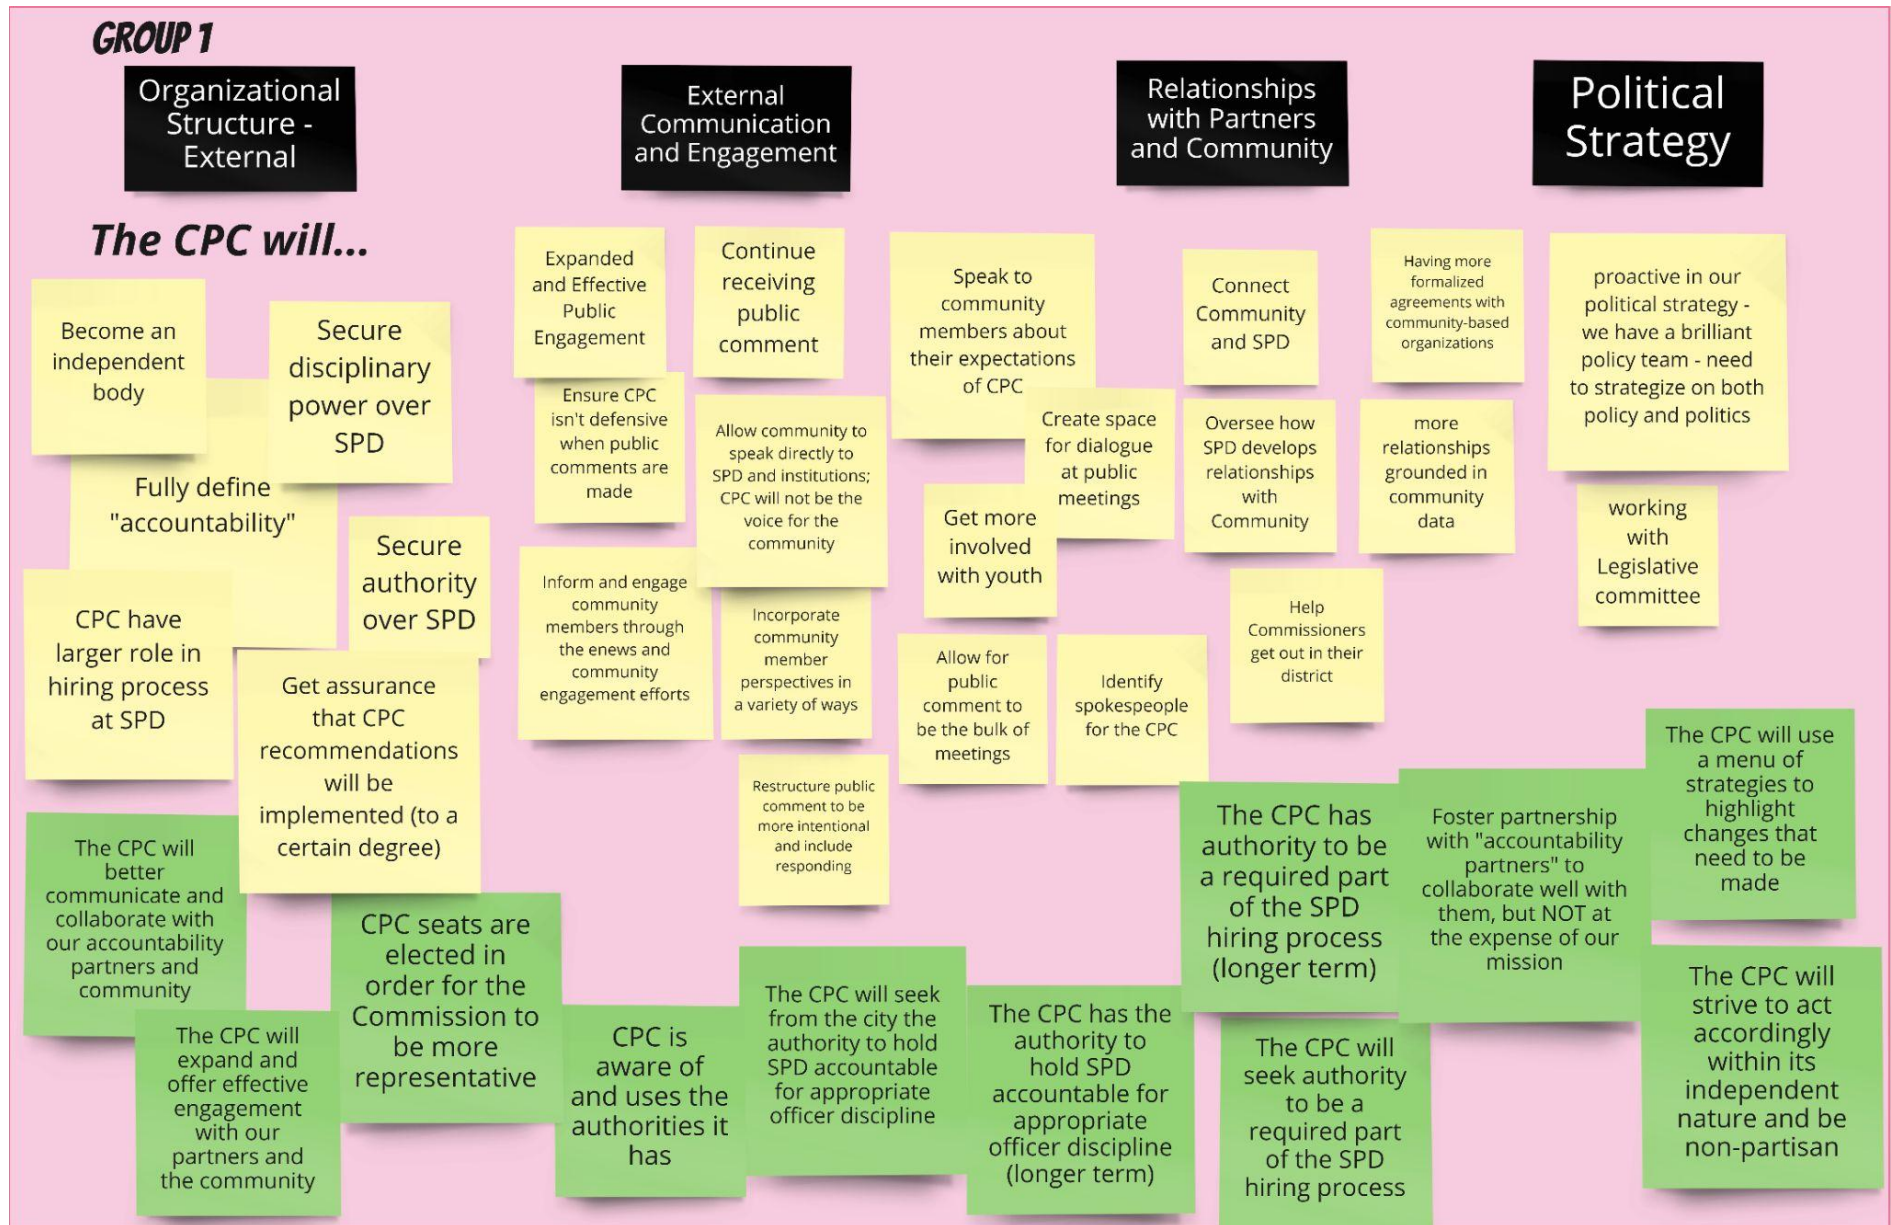 GROUP 1
Organizational
Structure -
External
External
Communication
and Engagement
Relationships
with Partners
and Community
Political
Strategy
The CPC will...
Become an
independent
body
Secure
disciplinary
power over
SPD
Fully define
"accountability"
Secure
authority
over SPD
CPC have
larger role in
hiring process
at SPD
Get assurance
that CPC
recommendations
will be
implemented (to a
certain degree)
Expanded
and Effective
Public
Engagement
Continue
receiving
public
comment
Ensure CPC
isn't defensive
when public
comments are
made
Allow community to
speak directly to
SPD and institutions;
CPC will not be the
voice for the
community
Inform and engage
community
members through
the enews and
community
engagement efforts
Incorporate
community
member
perspectives in
a variety of ways
Restructure public
comment to be
more intentional
and include
responding
Speak to
community
members about
their expectations
of CPC
Create space
for dialogue
at public
meetings
Get more
involved
with youth
Allow for
public
comment to
be the bulk of
meetings
Identify
spokespeople
for the CPC
Connect
Community
and SPD
Having more
formalized
agreements with
community-based
organizations
Oversee how
SPD develops
relationships
with
Community
more
relationships
grounded in
community
data
Help
Commissioners
get out in their
district
proactive in our
political strategy -
we have a brilliant
policy team - need
to strategize on both
policy and politics
working
with
Legislative
committee
The CPC will
better
communicate and
collaborate with
our accountability
partners and
community
The CPC will
expand and
offer effective
engagement
with our
partners and
the community
CPC seats are
elected in
order for the
Commission to
be more
representative
CPC is
aware of
and uses the
authorities it
has
The CPC will seek
from the city the
authority to hold
SPD accountable
for appropriate
officer discipline
The CPC has the
authority to
hold SPD
accountable for
appropriate
officer discipline
(longer term)
The CPC has
authority to be
a required part
of the SPD
hiring process
(longer term)
The CPC will
seek authority
to be a
required part
of the SPD
hiring process
Foster partnership
with "accountability
partners" to
collaborate well with
them, but NOT at
the expense of our
mission
The CPC will use
a menu of
strategies to
highlight
changes that
need to be
made
The CPC will
strive to act
accordingly
within its
independent
nature and be
non-partisan